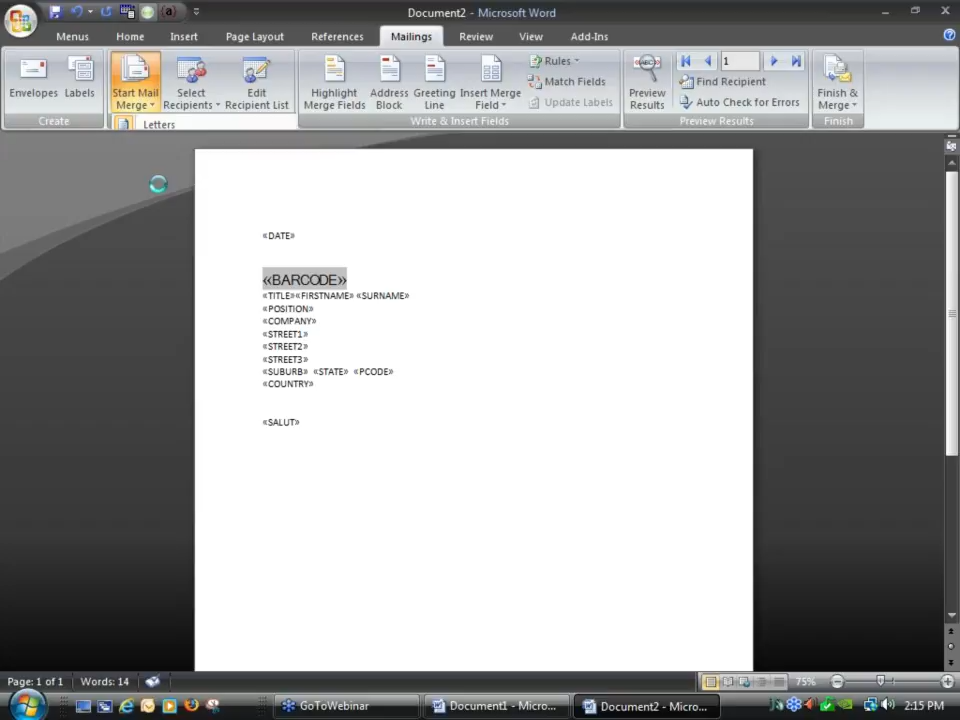 Document2 - Microsoft Word
Menus Home Insert Page Layout References Mailings Review View Add-Ins
Envelopes Labels
Create
Start Mail Merge
Select Recipients
Edit Recipient List
Letters
Highlight Merge Fields
Address Block
Greeting Line
Insert Merge Field
Rules
Match Fields
Update Labels
Write & Insert Fields
ABC
Preview Results
1
Find Recipient
Auto Check for Errors
Preview Results
Finish & Merge
Finish
«DATE»
«BARCODE»
«TITLE»«FIRSTNAME» «SURNAME»
«POSITION»
«COMPANY»
«STREET1»
«STREET2»
«STREET3»
«SUBURB» «STATE» «PCODE»
«COUNTRY»
«SALUT»
Page: 1 of 1 Words: 14 75%
GoToWebinar Document1 - Micros... Document2 - Micro... 2:15 PM